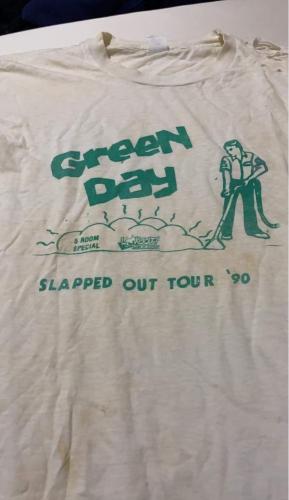 GREEN
DAY
5 ROOM
SPECIAL
SLAPPED OUT TOUR '90